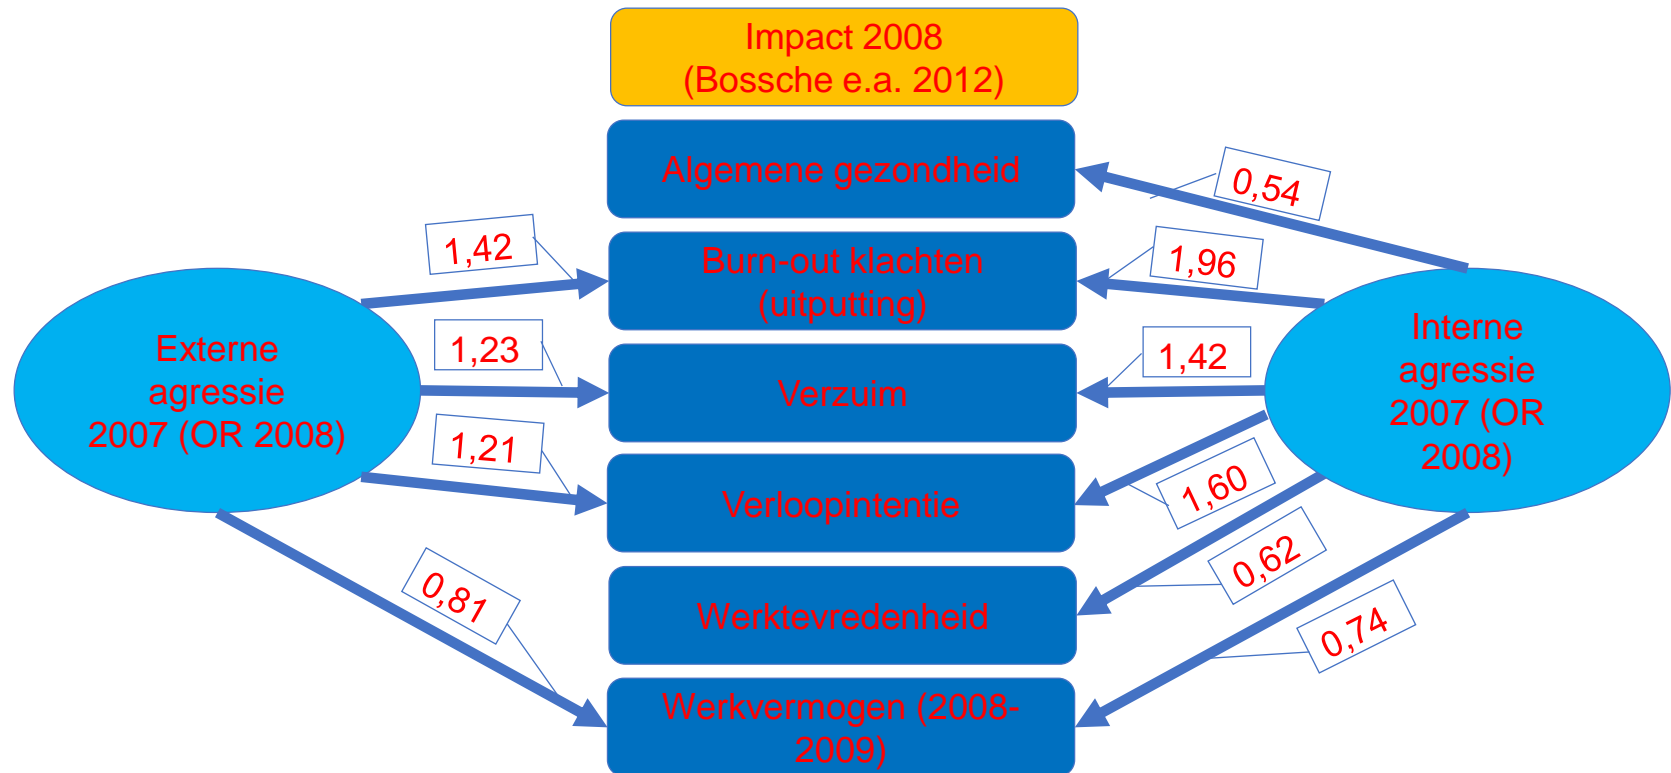 Impact 2008
(Bossche e.a. 2012)
Algemene gezondheid
0,54
1,42
Burn-out klachten
(uitputting)
1,96
Externe
agressie
2007 (OR 2008)
1,23
Verzuim
1,42
Interne
agressie
2007 (OR
2008)
1,21
Verloopintentie
1,60
0,81
Werktevredenheid
0,62
Werkvermogen (2008-
2009)
0,74